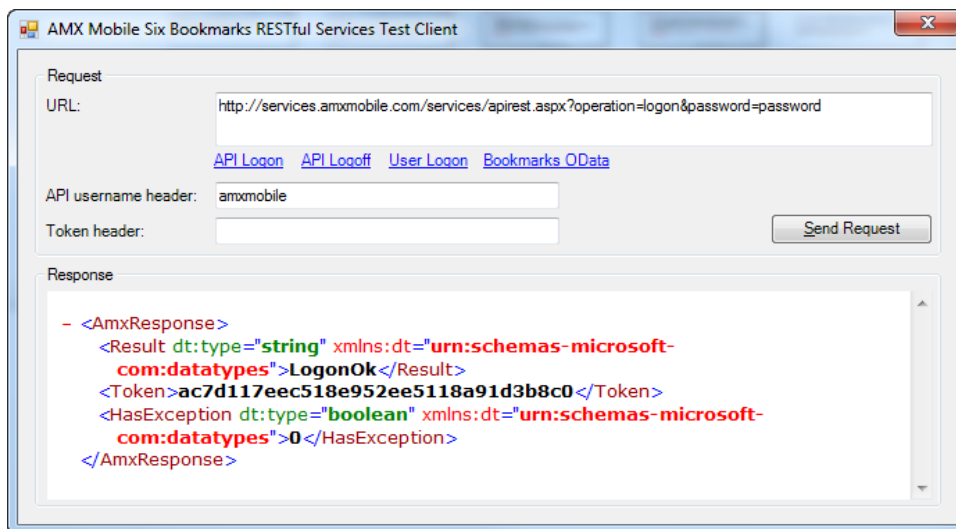 AMX Mobile Six Bookmarks RESTful Services Test Client
x
Request
URL:
http://services.amxmobile.com/services/apirest.aspx?operation=logon&password=password
API Logon API Logoff User Logon Bookmarks OData
API username header: amxmobile
Token header:
Send Request
Response
- <AmxResponse>
<Result dt:type="string" xmlns:dt="urn:schemas-microsoft-
com:datatypes">LogonOk</Result>
<Token>ac7d117eec518e952ee5118a91d3b8c0</Token>
<HasException dt:type="boolean" xmlns:dt="urn:schemas-microsoft-
com:datatypes">0</HasException>
</AmxResponse>